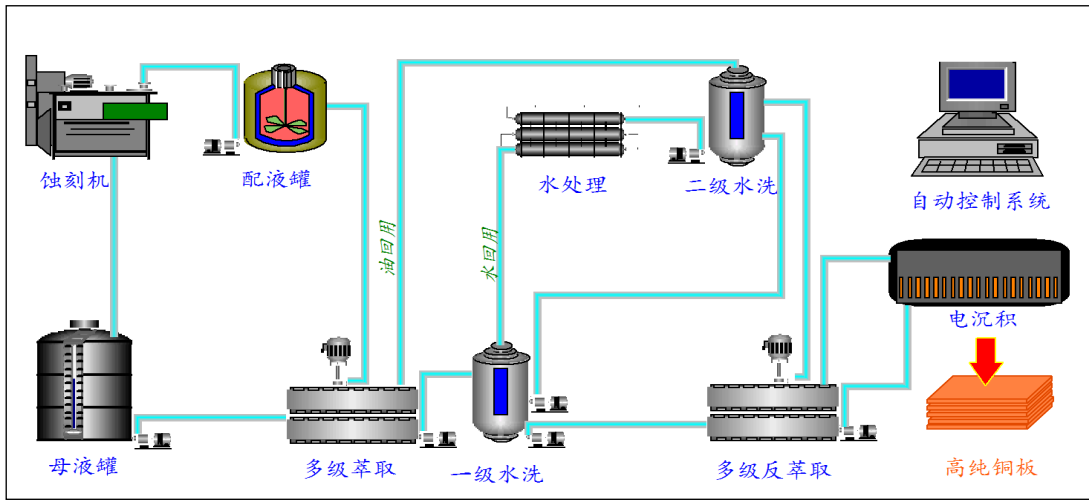 蚀刻机
配液罐
水处理
二级水洗
自动控制系统
油回用
水回用
电沉积
母液罐
多级萃取
一级水洗
多级反萃取
高纯铜板